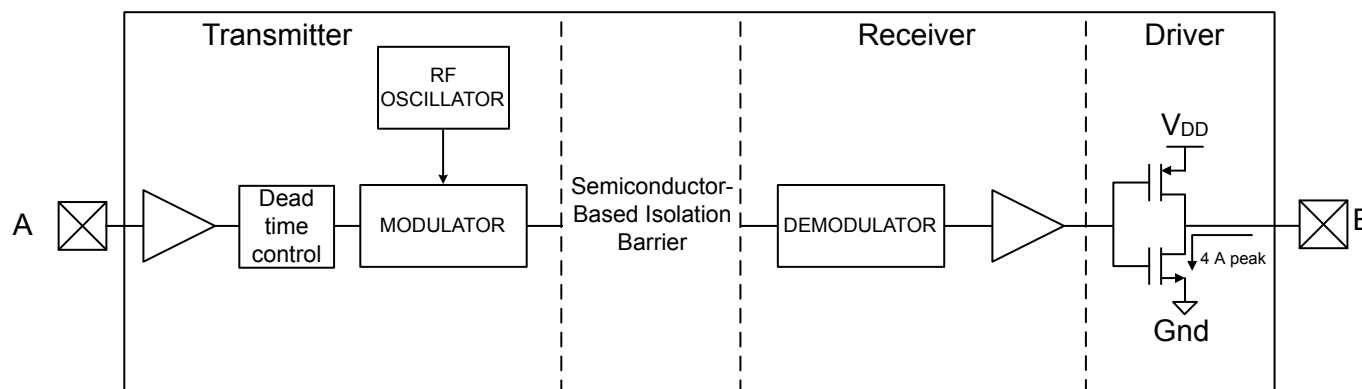 Transmitter
Receiver
Driver
RF
OSCILLATOR
VDD
A
Dead
time
control
MODULATOR
Semiconductor-
Based Isolation
Barrier
DEMODULATOR
4 A peak
Gnd